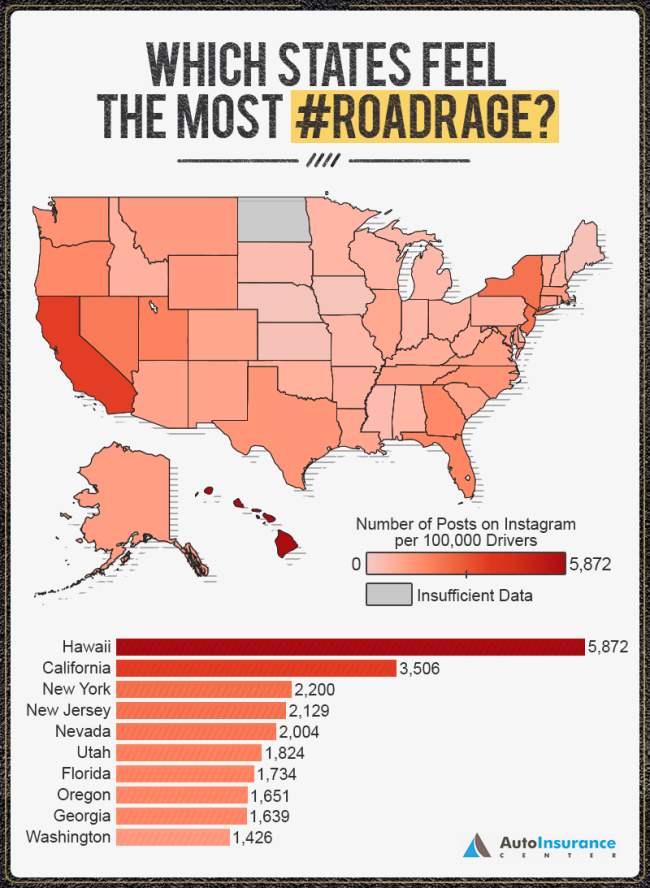 WHICH STATES FEEL
THE MOST #ROADRAGE?
Number of Posts on Instagram
per 100,000 Drivers
0 5,872
Insufficient Data
Hawaii 5,872
California 3,506
New York 2,200
New Jersey 2,129
Nevada 2,004
Utah 1,824
Florida 1,734
Oregon 1,651
Georgia 1,639
Washington 1,426
AutoInsurance
CENTER